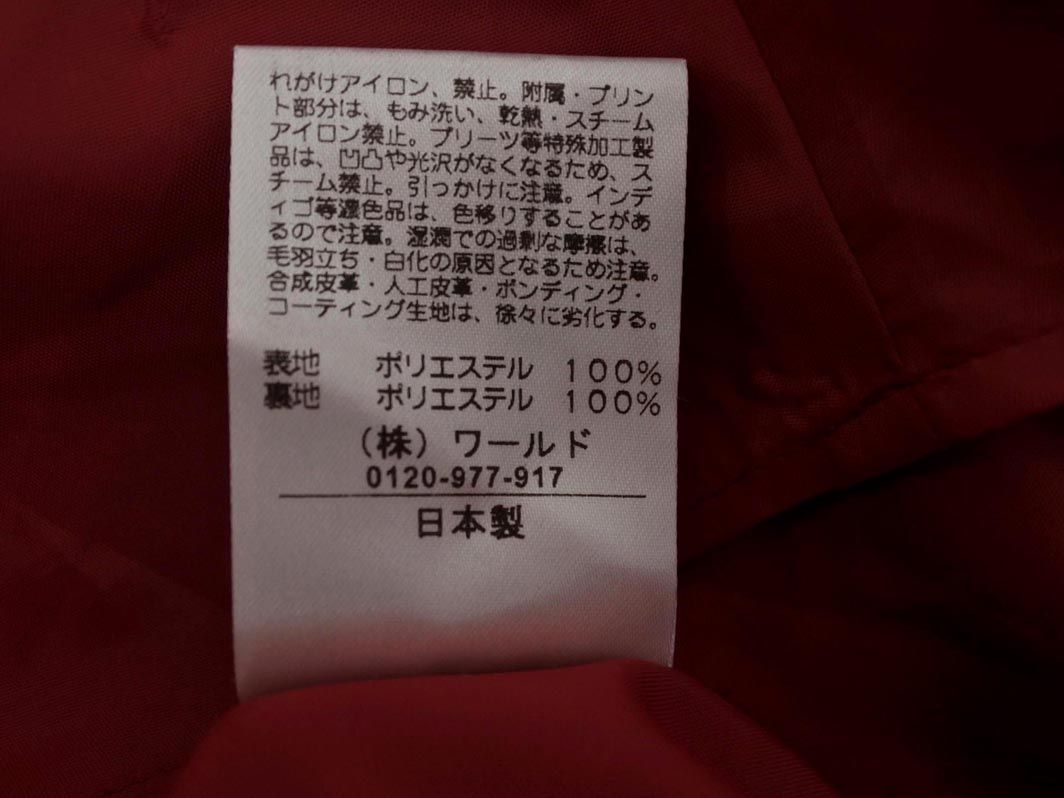 れがけアイロン、禁止。附属・プリン
ト部分は、もみ洗い、乾熱・スチーム
アイロン禁止。プリーツ等特殊加工製
品は、凹凸や光沢がなくなるため、ス
チーム禁止。引っかけに注意。インデ
ィゴ等濃色品は、色移りすることがあ
るので注意。湿潤での過剰な摩擦は、
毛羽立ち・白化の原因となるため注意。
合成皮革・人工皮革・ボンディング・
コーティング生地は、徐々に劣化する。
表地 ポリエステル 100%
裏地 ポリエステル 100%
(株) ワールド
0120-977-917
日本製